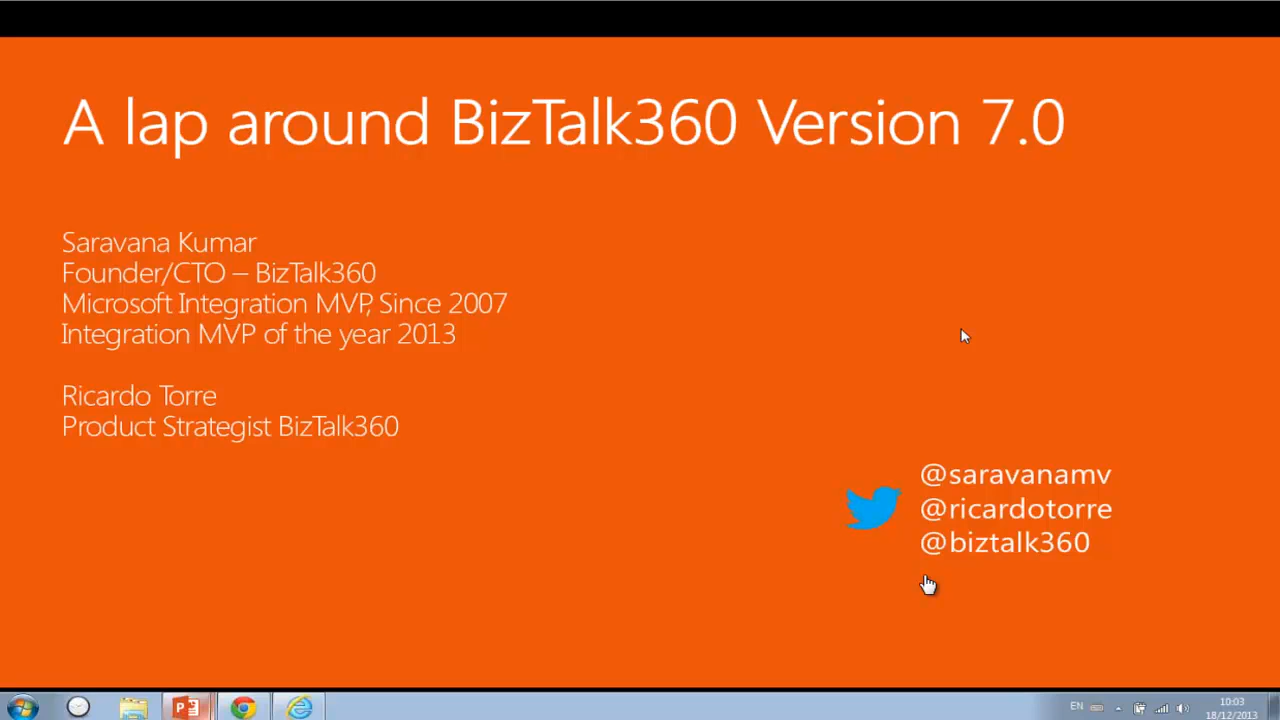 A lap around BizTalk360 Version 7.0
Saravana Kumar
Founder/CTO – BizTalk360
Microsoft Integration MVP, Since 2007
Integration MVP of the year 2013
Ricardo Torre
Product Strategist BizTalk360
@saravanamv
@ricardotorre
@biztalk360
EN
10:03
18/12/2013